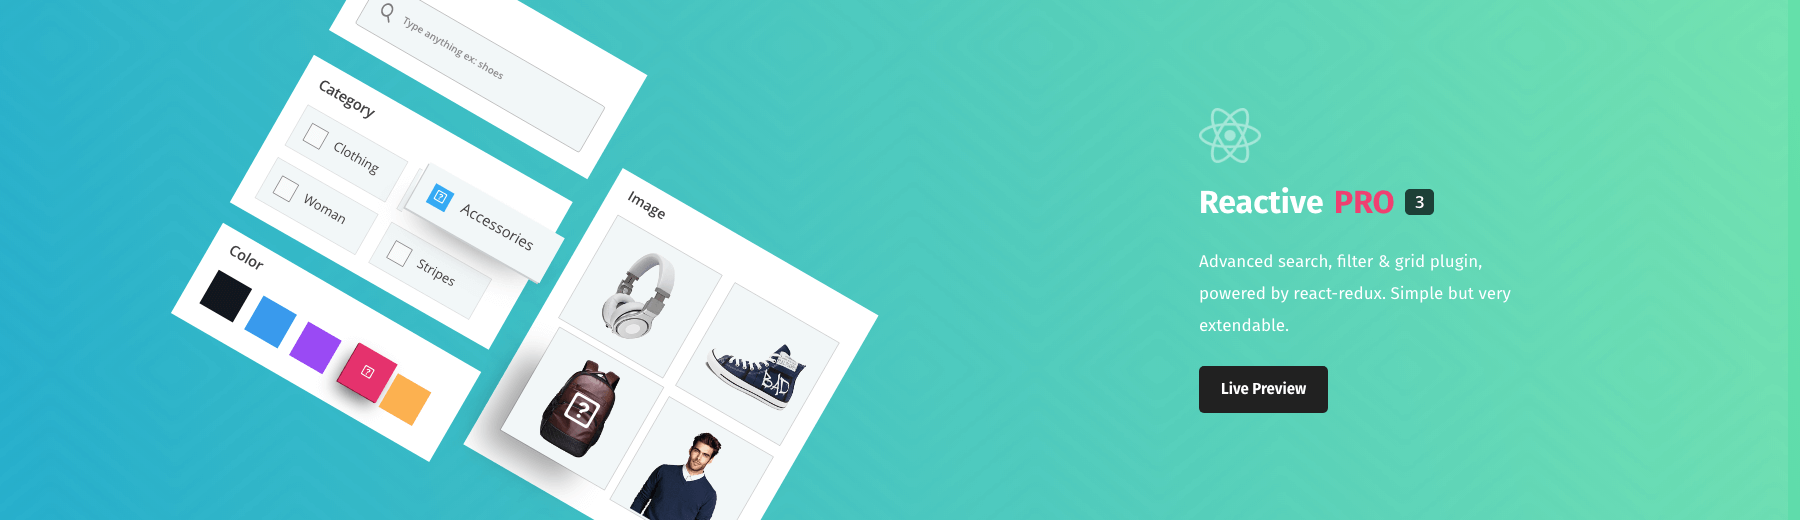 Type anything ex: shoes
Category
Clothing
Accessories
Woman
Stripes
Color
Image
BAD
Reactive PRO 3
Advanced search, filter & grid plugin,
powered by react-redux. Simple but very
extendable.
Live Preview